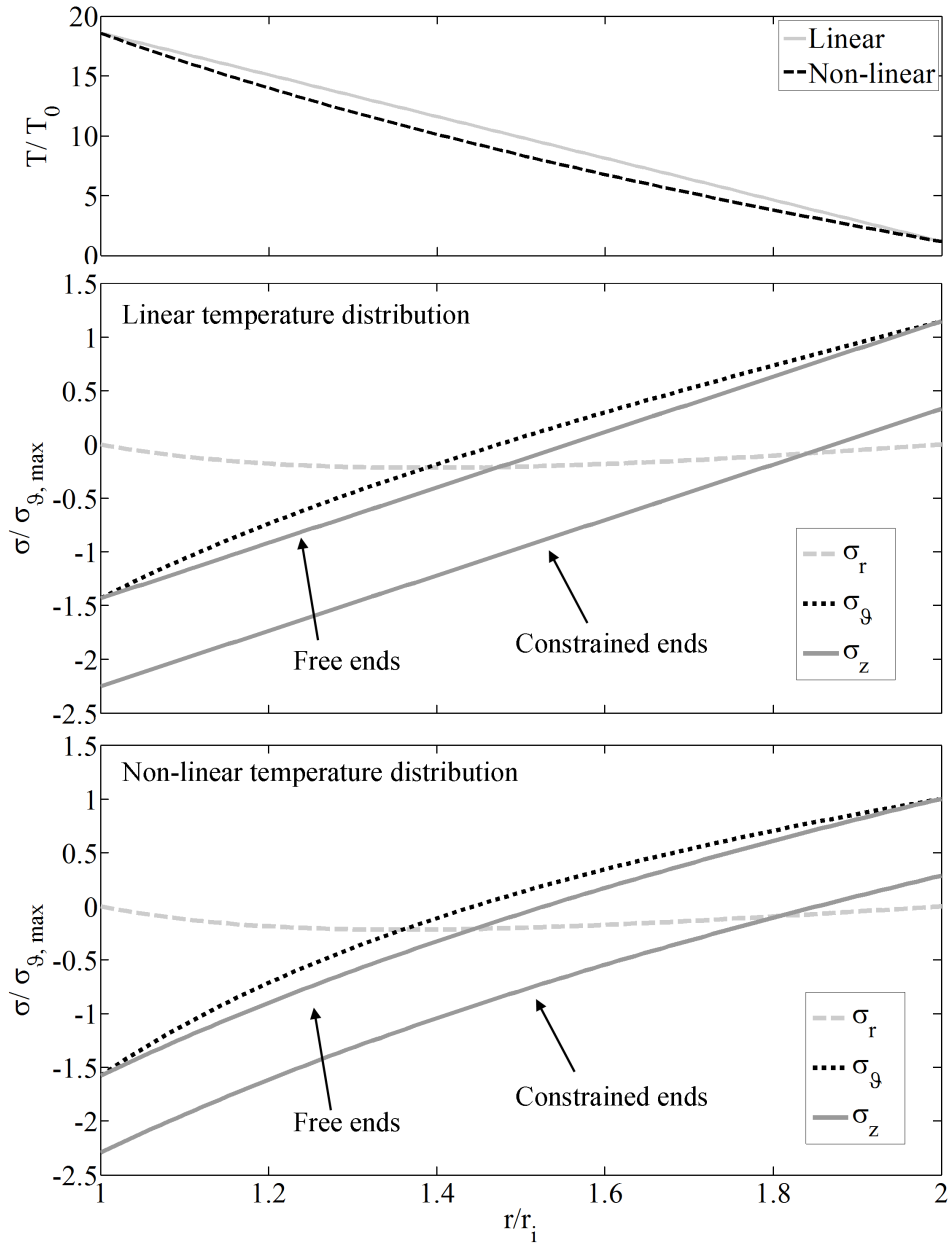 20
15
10
5
0
T/ T0
Linear
Non-linear
1.5
1
0.5
0
-0.5
-1
-1.5
-2
-2.5
σ/ σϑ, max
Linear temperature distribution
Free ends
Constrained ends
σr
σϑ
σz
1.5
1
0.5
0
-0.5
-1
-1.5
-2
-2.5
σ/ σϑ, max
Non-linear temperature distribution
Free ends
Constrained ends
σr
σϑ
σz
1
1.2
1.4
1.6
1.8
2
r/ri